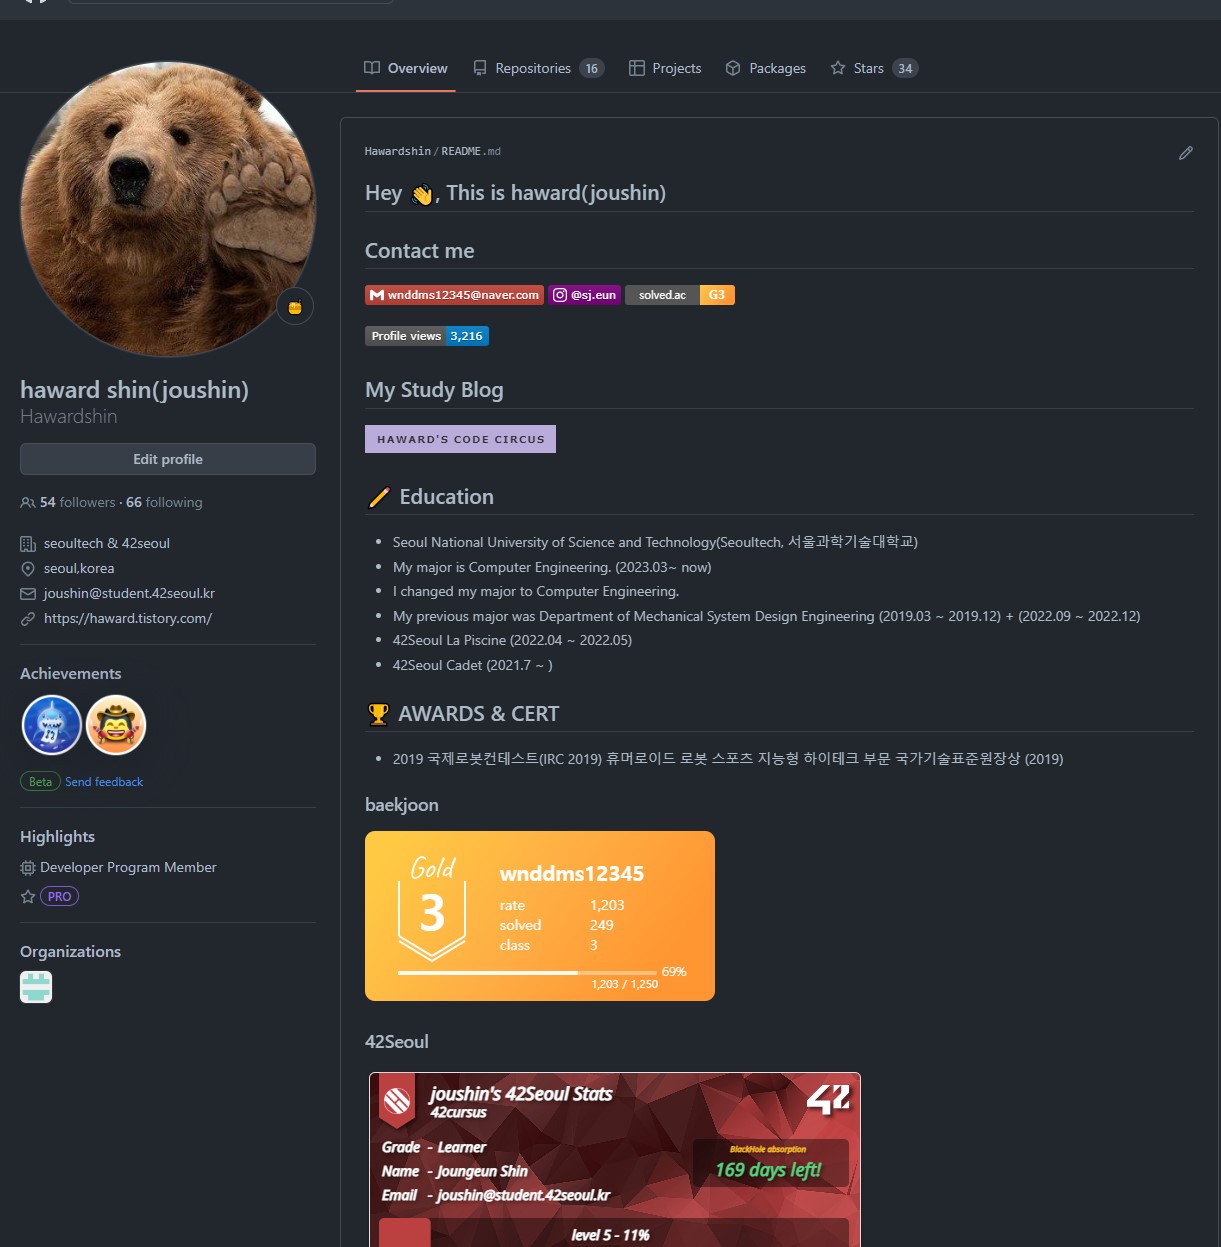 Overview
Repositories 16
Projects
Packages
Stars 34
haward shin(joushin)
Hawardshin
Edit profile
54 followers · 66 following
seoultech & 42seoul
seoul,korea
joushin@student.42seoul.kr
https://haward.tistory.com/
Achievements
Beta Send feedback
Highlights
Developer Program Member
PRO
Organizations
Hawardshin/README.md
Hey 👋, This is haward(joushin)
Contact me
wnddms12345@naver.com @sj.eun solved.ac G3
Profile views 3,216
My Study Blog
HAWARD'S CODE CIRCUS
Education
Seoul National University of Science and Technology(Seoultech, 서울과학기술대학교)
My major is Computer Engineering. (2023.03~ now)
I changed my major to Computer Engineering.
My previous major was Department of Mechanical System Design Engineering (2019.03 ~ 2019.12) + (2022.09 ~ 2022.12)
42Seoul La Piscine (2022.04 ~ 2022.05)
42Seoul Cadet (2021.7 ~ )
AWARDS & CERT
2019 국제로봇컨테스트(IRC 2019) 휴머로이드 로봇 스포츠 지능형 하이테크 부문 국가기술표준원장상 (2019)
baekjoon
Gold
3
wnddms12345
rate 1,203
solved 249
class 3
69%
1,203 / 1,250
42Seoul
joushin's 42Seoul Stats
42cursus
42
Grade - Learner
Name - Joungeun Shin
Email - joushin@student.42seoul.kr
BlackHole absorption
169 days left!
level 5 - 11%